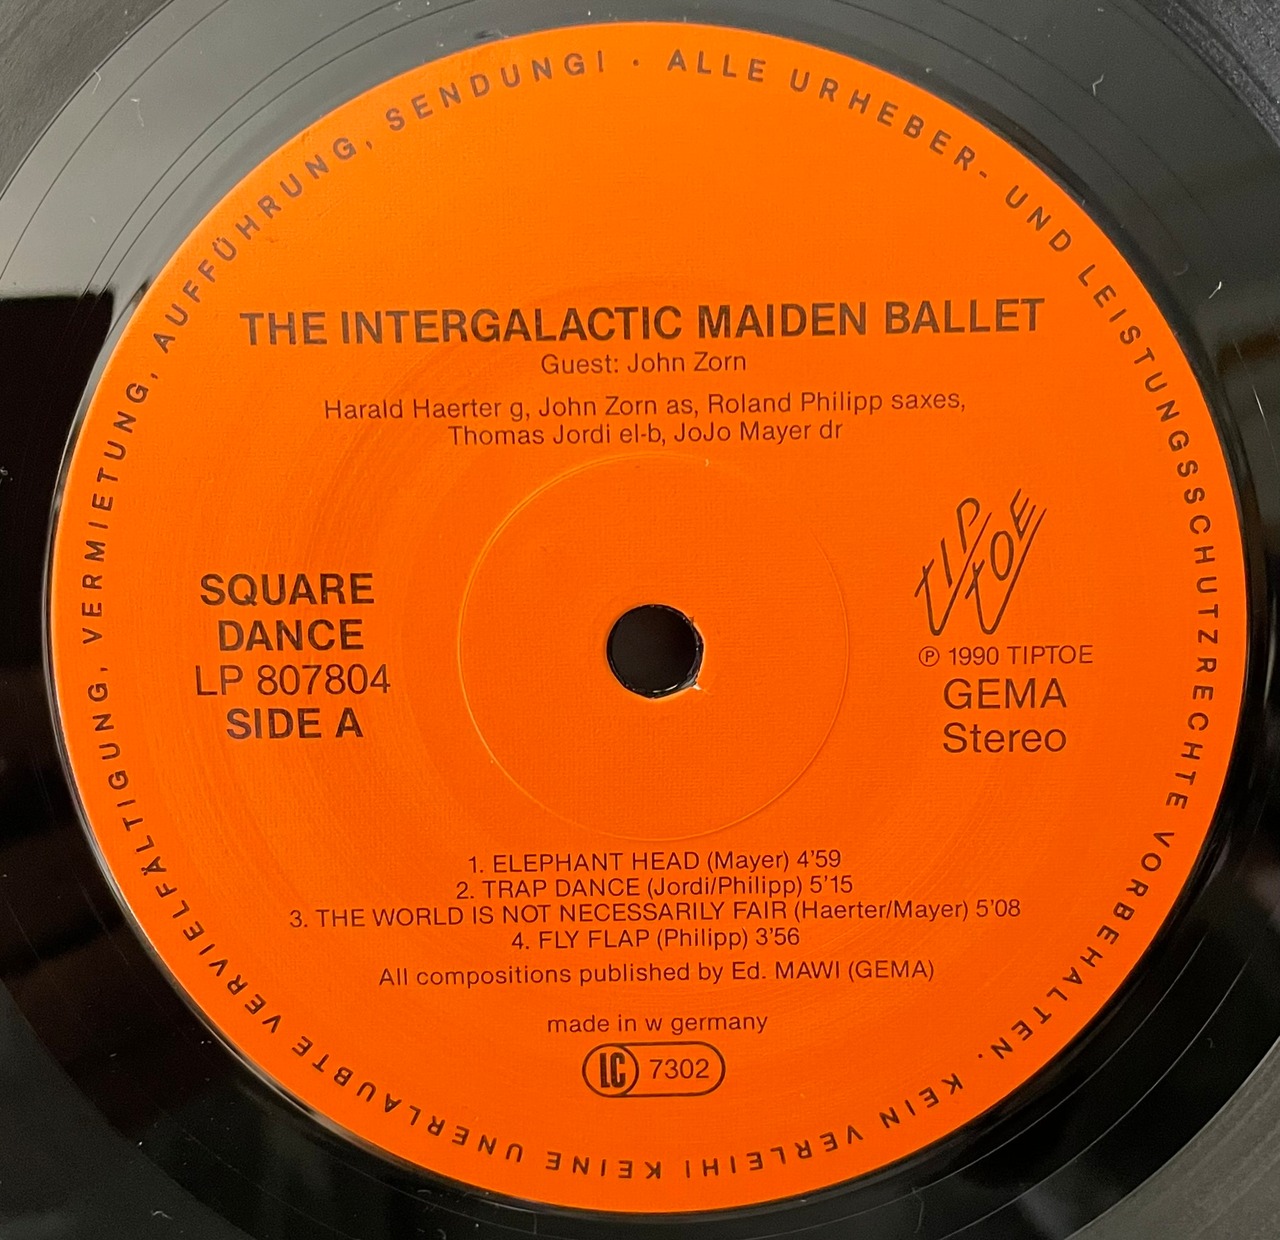 ALLE URHEBER- UND LEISTUNGSSCHUTZRECHTE VORBEHALTEN. KEIN VERLEIH! KEINE UNERLAUBTE VERVIELFÄLTIGUNG, VERMIETUNG, AUFFÜHRUNG, SENDUNG! ·
THE INTERGALACTIC MAIDEN BALLET
Guest: John Zorn
Harald Haerter g, John Zorn as, Roland Philipp saxes,
Thomas Jordi el-b, JoJo Mayer dr
SQUARE
DANCE
LP 807804
SIDE A
TIP
TOE
℗ 1990 TIPTOE
GEMA
Stereo
1. ELEPHANT HEAD (Mayer) 4'59
2. TRAP DANCE (Jordi/Philipp) 5'15
3. THE WORLD IS NOT NECESSARILY FAIR (Haerter/Mayer) 5'08
4. FLY FLAP (Philipp) 3'56
All compositions published by Ed. MAWI (GEMA)
made in w germany
LC 7302